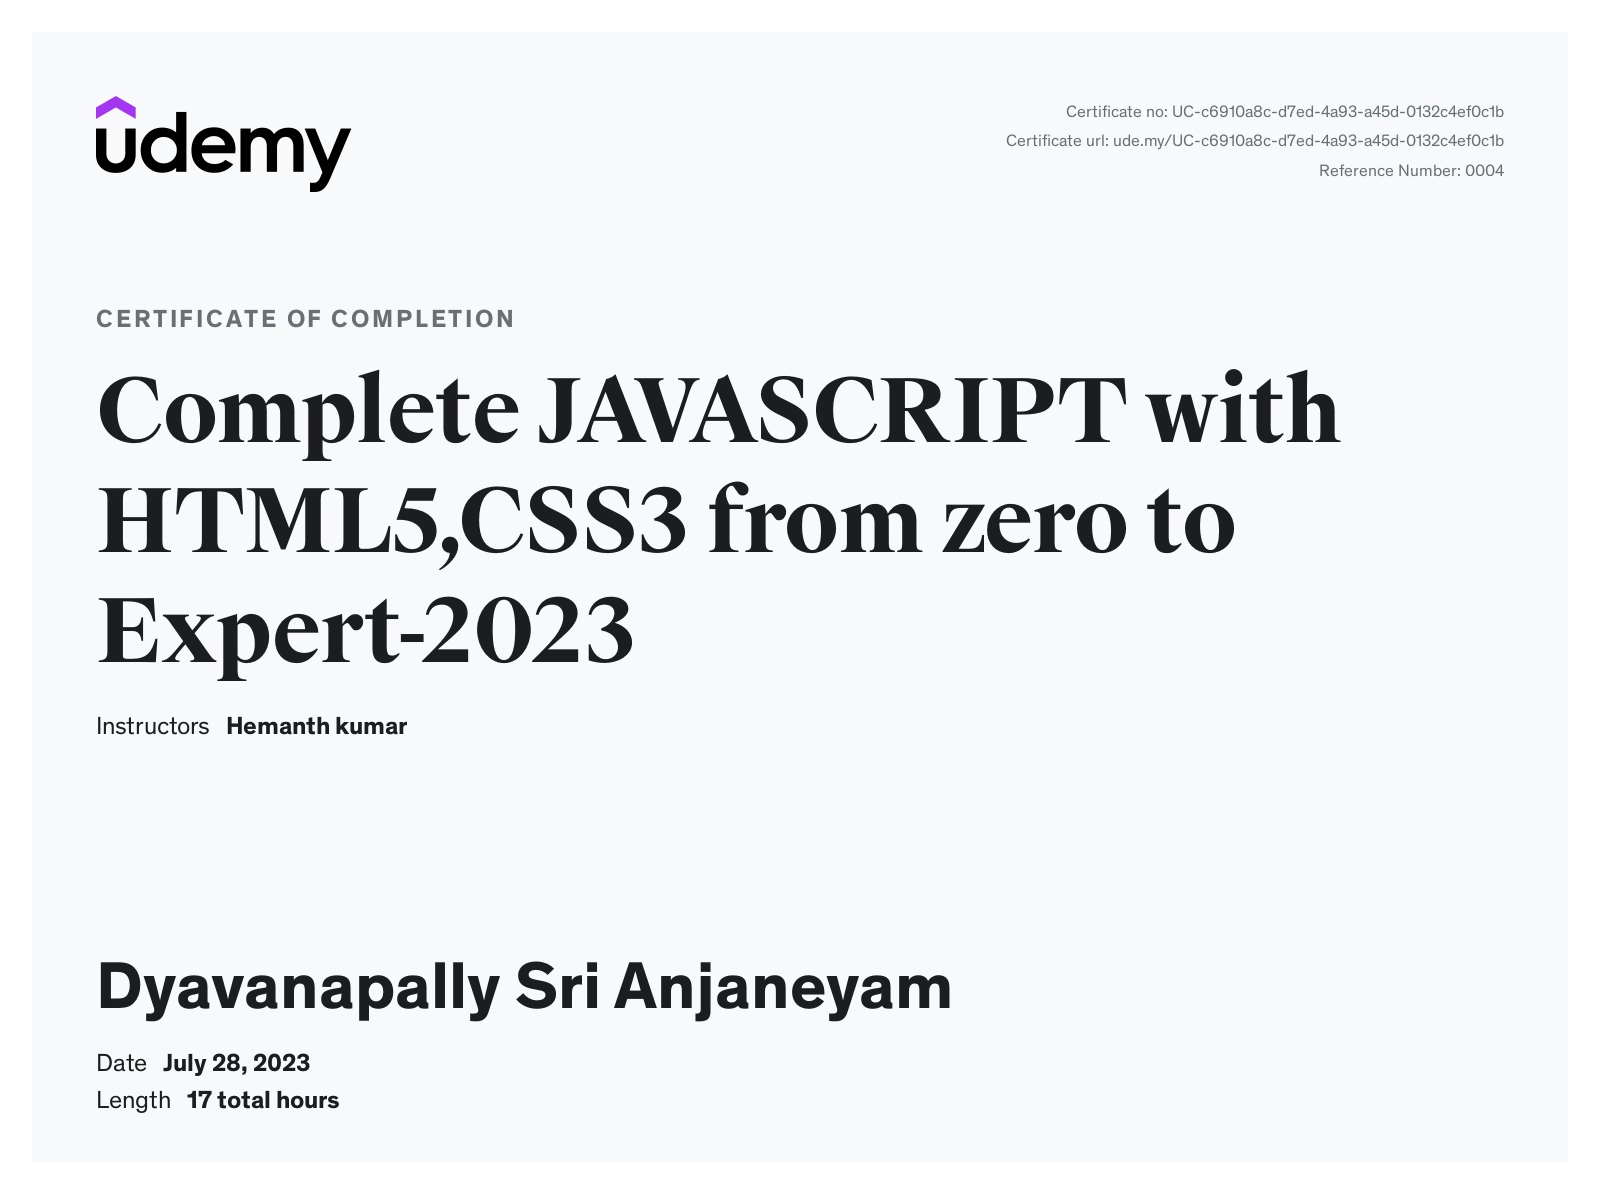 udemy
Certificate no: UC-c6910a8c-d7ed-4a93-a45d-0132c4ef0c1b
Certificate url: ude.my/UC-c6910a8c-d7ed-4a93-a45d-0132c4ef0c1b
Reference Number: 0004
CERTIFICATE OF COMPLETION
Complete JAVASCRIPT with
HTML5,CSS3 from zero to
Expert-2023
Instructors Hemanth kumar
Dyavanapally Sri Anjaneyam
Date July 28, 2023
Length 17 total hours